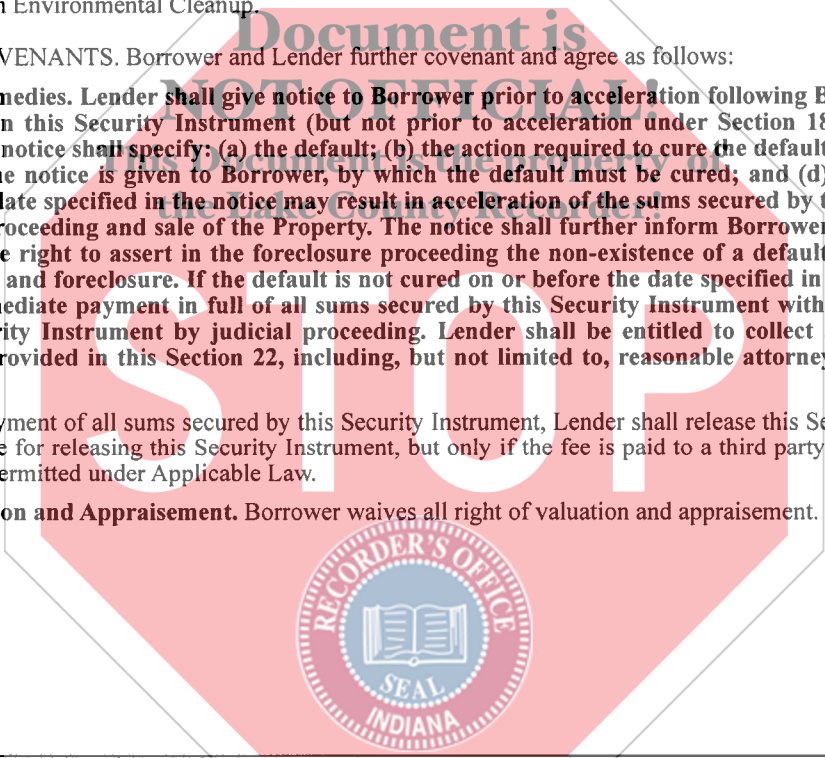 n Environmental Cleanup.
Document is
VENANTS. Borrower and Lender further covenant and agree as follows:
NOT OFFICIAL!
nedies. Lender shall give notice to Borrower prior to acceleration following B
n this Security Instrument (but not prior to acceleration under Section 18
notice shall specify: (a) the default; (b) the action required to cure the default
This Document is the property of
e notice is given to Borrower, by which the default must be cured; and (d)
late specified in the notice may result in acceleration of the sums secured by t
the Lake County Recorder!
roceeding and sale of the Property. The notice shall further inform Borrower
e right to assert in the foreclosure proceeding the non-existence of a default
and foreclosure. If the default is not cured on or before the date specified in
nediate payment in full of all sums secured by this Security Instrument with
rity Instrument by judicial proceeding. Lender shall be entitled to collect
rovided in this Section 22, including, but not limited to, reasonable attorney
STOP
yment of all sums secured by this Security Instrument, Lender shall release this Se
e for releasing this Security Instrument, but only if the fee is paid to a third party
ermitted under Applicable Law.
on and Appraisement. Borrower waives all right of valuation and appraisement.
RECORDER'S OFFICE
SEAL
INDIANA